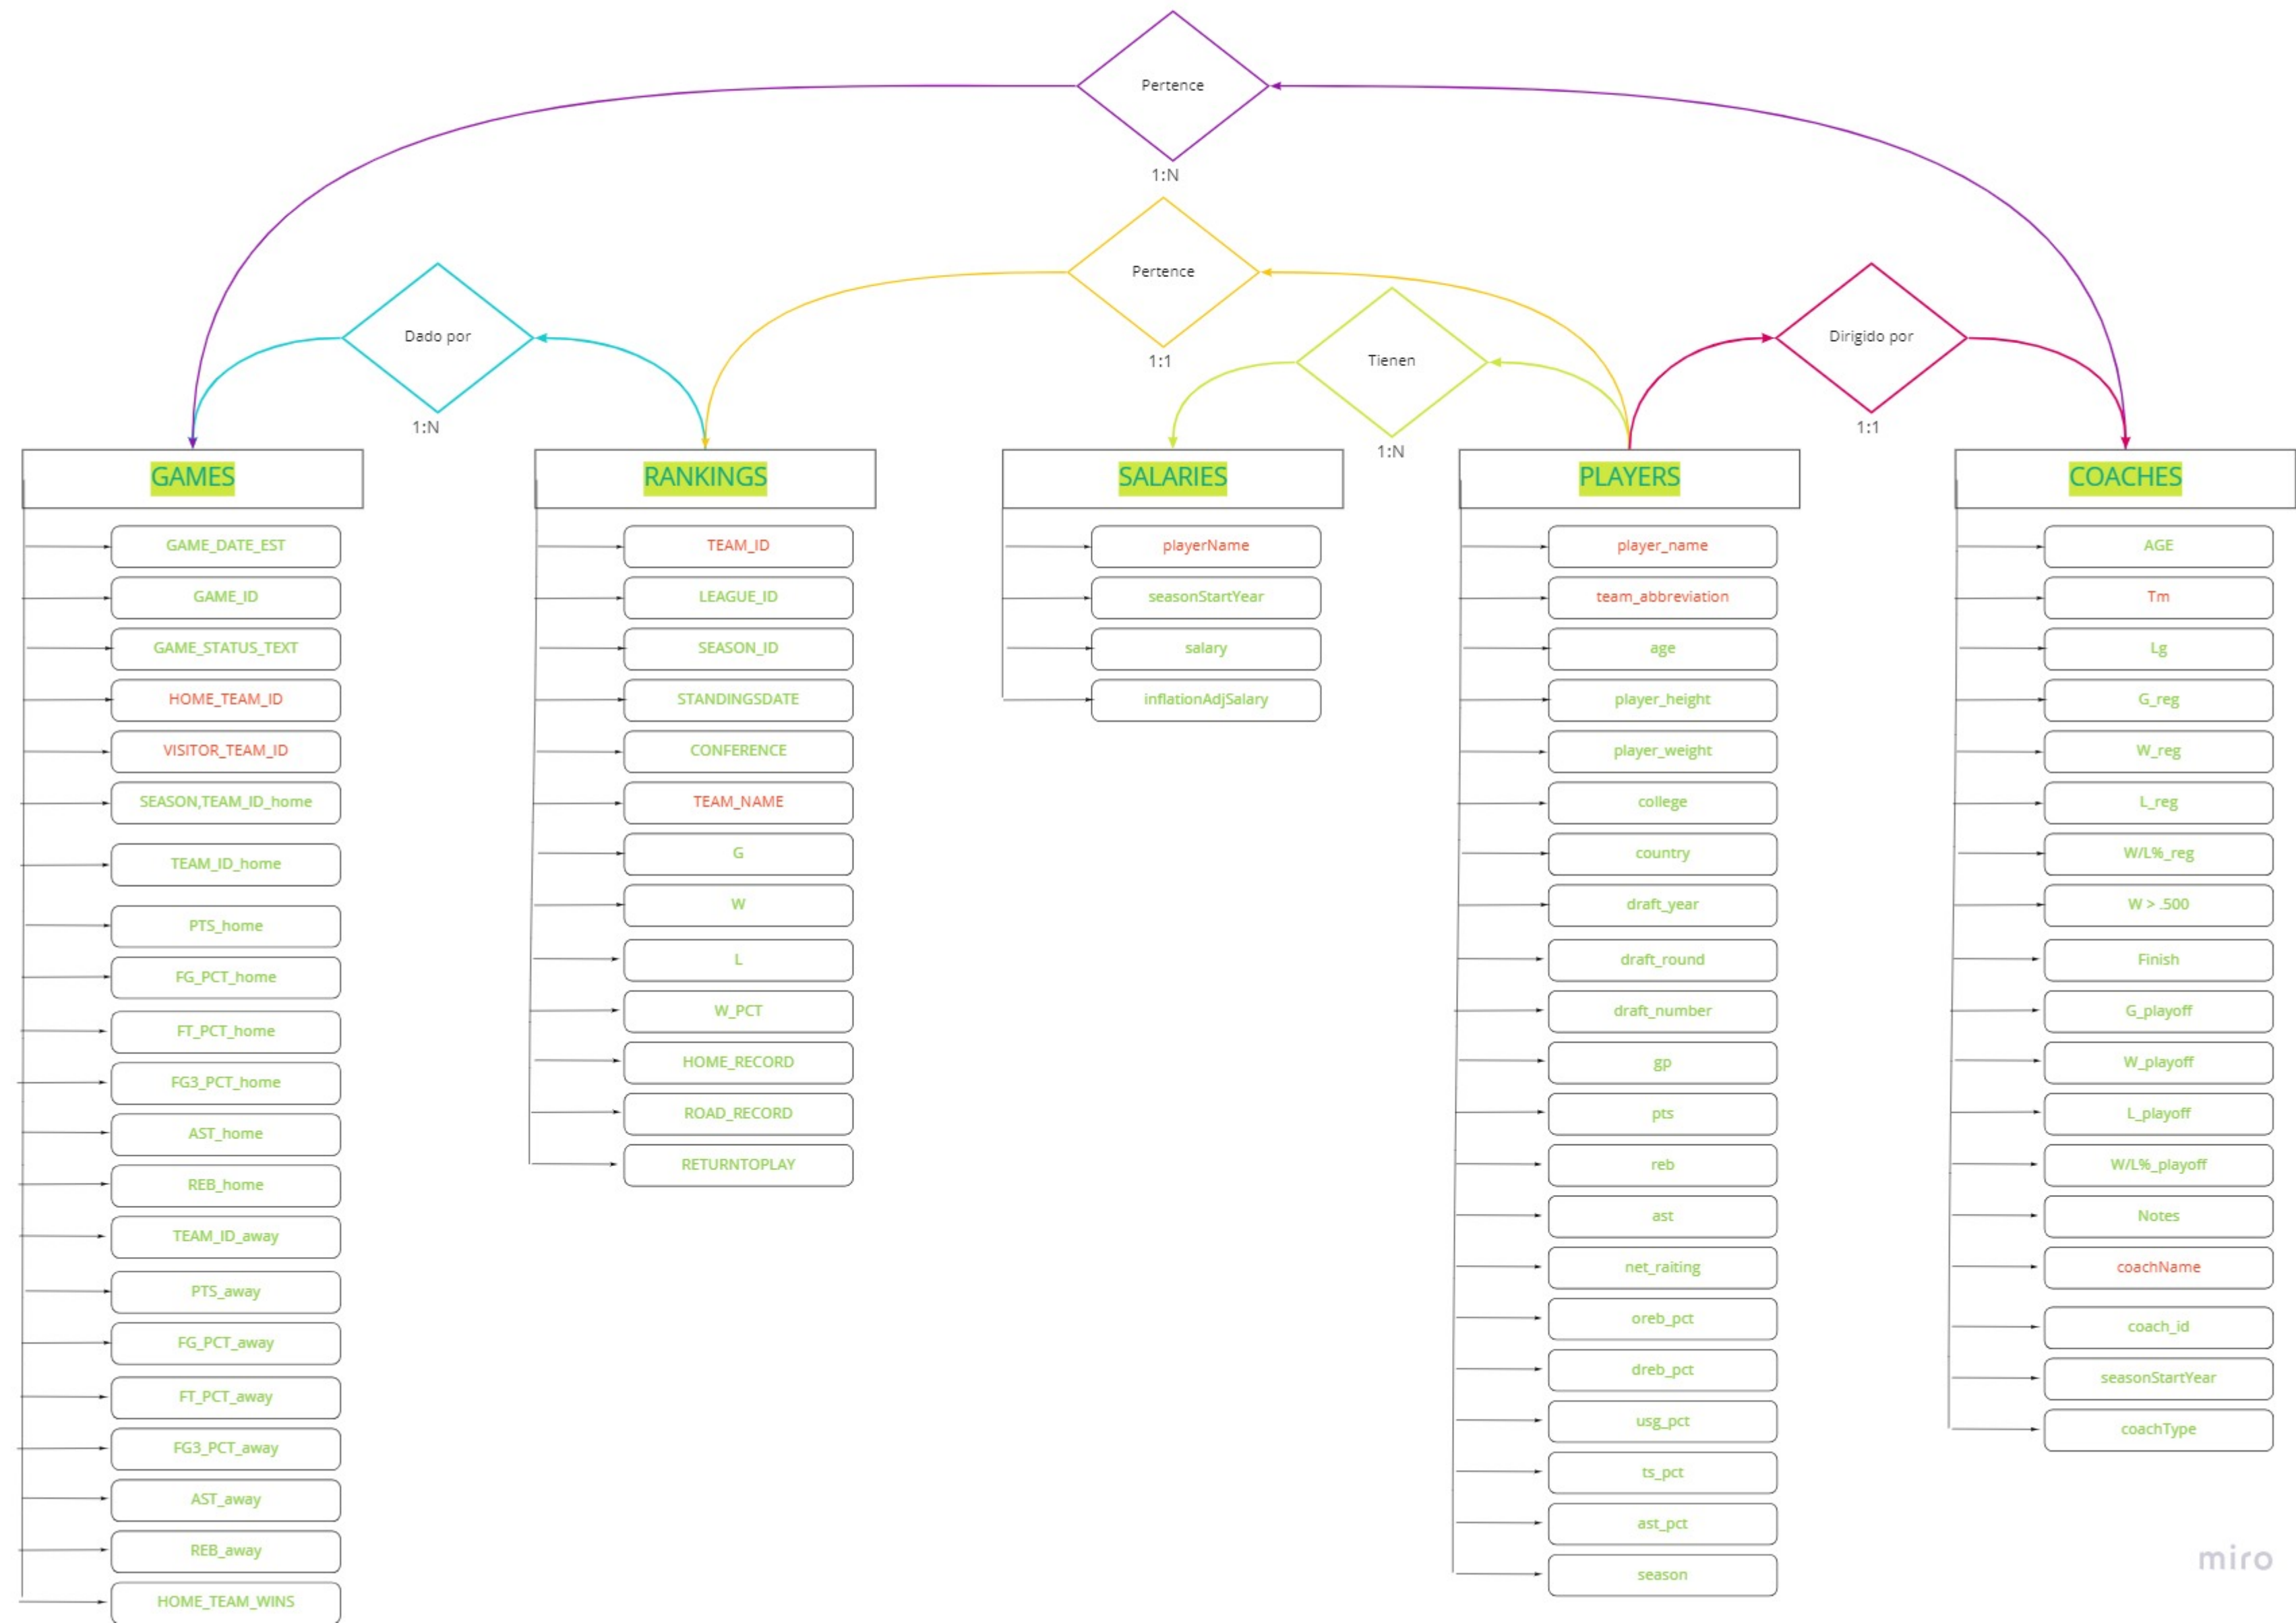 Pertence
1:N
Pertence
1:1
Dado por
1:N
Tienen
1:N
Dirigido por
1:1
GAMES
GAME_DATE_EST
GAME_ID
GAME_STATUS_TEXT
HOME_TEAM_ID
VISITOR_TEAM_ID
SEASON,TEAM_ID_home
TEAM_ID_home
PTS_home
FG_PCT_home
FT_PCT_home
FG3_PCT_home
AST_home
REB_home
TEAM_ID_away
PTS_away
FG_PCT_away
FT_PCT_away
FG3_PCT_away
AST_away
REB_away
HOME_TEAM_WINS
RANKINGS
TEAM_ID
LEAGUE_ID
SEASON_ID
STANDINGSDATE
CONFERENCE
TEAM_NAME
G
W
L
W_PCT
HOME_RECORD
ROAD_RECORD
RETURNTOPLAY
SALARIES
playerName
seasonStartYear
salary
inflationAdjSalary
PLAYERS
player_name
team_abbreviation
age
player_height
player_weight
college
country
draft_year
draft_round
draft_number
gp
pts
reb
ast
net_raiting
oreb_pct
dreb_pct
usg_pct
ts_pct
ast_pct
season
COACHES
AGE
Tm
Lg
G_reg
W_reg
L_reg
W/L%_reg
W > .500
Finish
G_playoff
W_playoff
L_playoff
W/L%_playoff
Notes
coachName
coach_id
seasonStartYear
coachType
miro